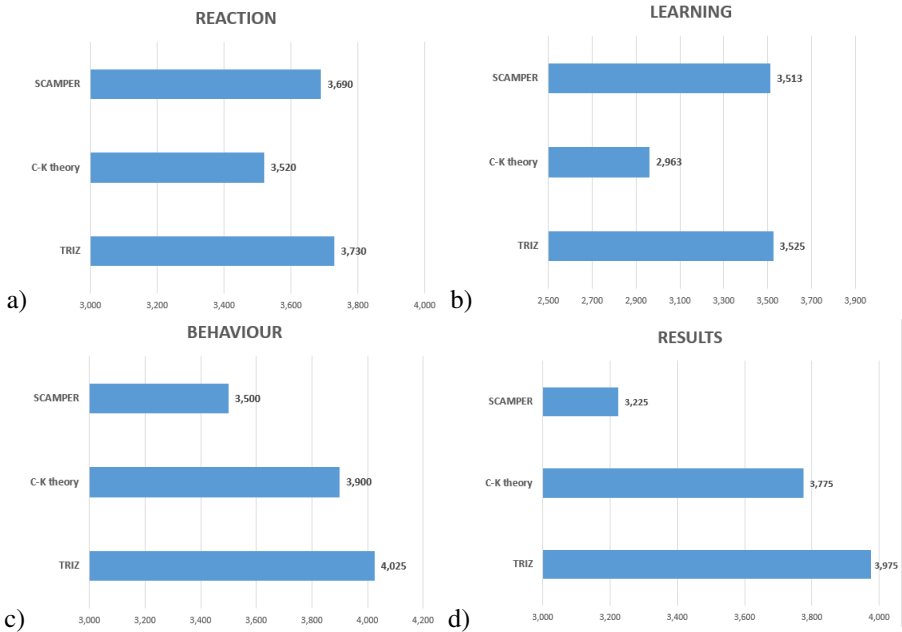 REACTION
SCAMPER
3,690
C-K theory
3,520
TRIZ
3,730
3,000 3,200 3,400 3,600 3,800 4,000
a)
LEARNING
SCAMPER
3,513
C-K theory
2,963
TRIZ
3,525
2,500 2,700 2,900 3,100 3,300 3,500 3,700 3,900
b)
BEHAVIOUR
SCAMPER
3,500
C-K theory
3,900
TRIZ
4,025
3,000 3,200 3,400 3,600 3,800 4,000 4,200
c)
RESULTS
SCAMPER
3,225
C-K theory
3,775
TRIZ
3,975
3,000 3,200 3,400 3,600 3,800 4,000
d)